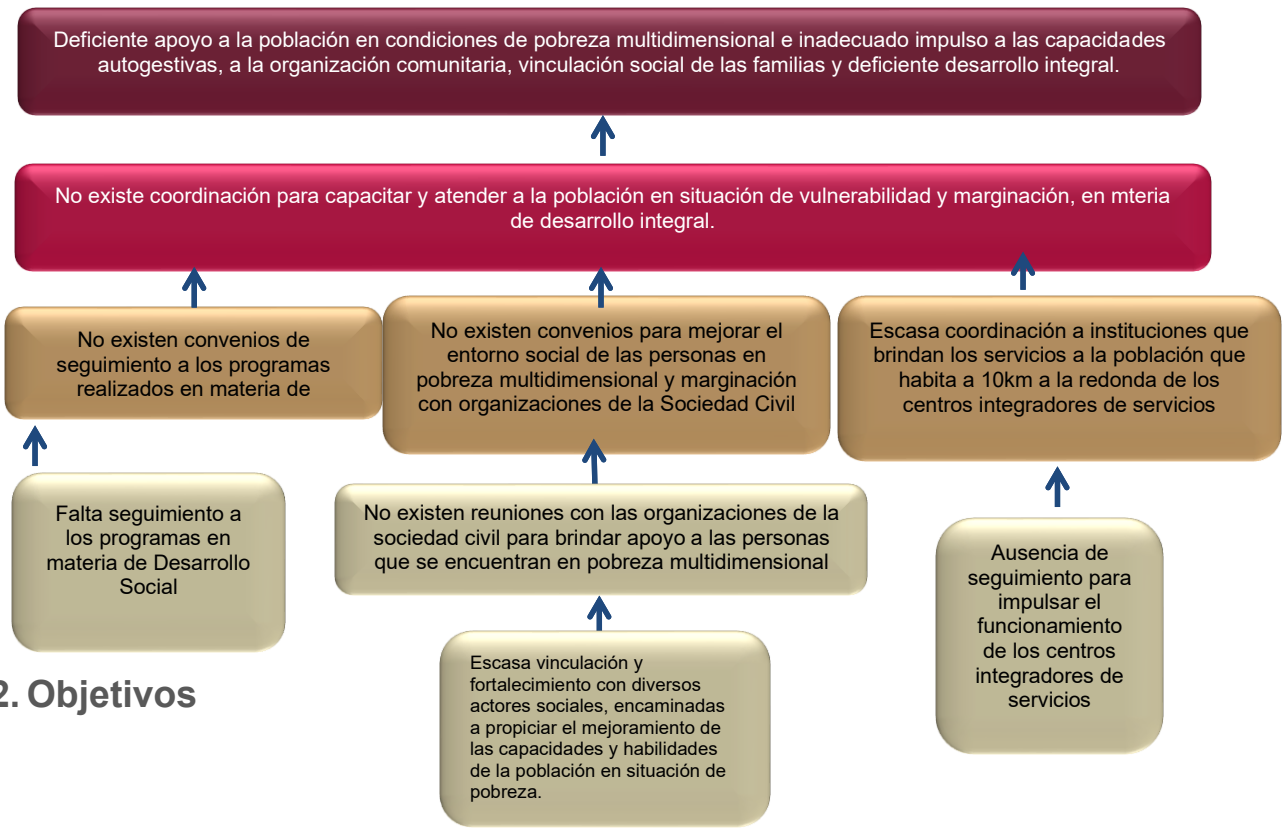 Deficiente apoyo a la población en condiciones de pobreza multidimensional e inadecuado impulso a las capacidades
autogestivas, a la organización comunitaria, vinculación social de las familias y deficiente desarrollo integral.
No existe coordinación para capacitar y atender a la población en situación de vulnerabilidad y marginación, en mteria
de desarrollo integral.
No existen convenios de
seguimiento a los programas
realizados en materia de
No existen convenios para mejorar el
entorno social de las personas en
pobreza multidimensional y marginación
con organizaciones de la Sociedad Civil
Escasa coordinación a instituciones que
brindan los servicios a la población que
habita a 10km a la redonda de los
centros integradores de servicios
Falta seguimiento a
los programas en
materia de Desarrollo
Social
No existen reuniones con las organizaciones de la
sociedad civil para brindar apoyo a las personas
que se encuentran en pobreza multidimensional
Ausencia de
seguimiento para
impulsar el
funcionamiento
de los centros
integradores de
servicios
Escasa vinculación y
fortalecimiento con diversos
actores sociales, encaminadas
a propiciar el mejoramiento de
las capacidades y habilidades
de la población en situación de
pobreza.
2. Objetivos